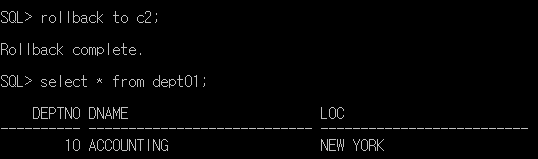 SQL> rollback to c2;
Rollback complete.
SQL> select * from dept01;
DEPTNO DNAME LOC
---------- ---------------------------- --------------------------
10 ACCOUNTING NEW YORK